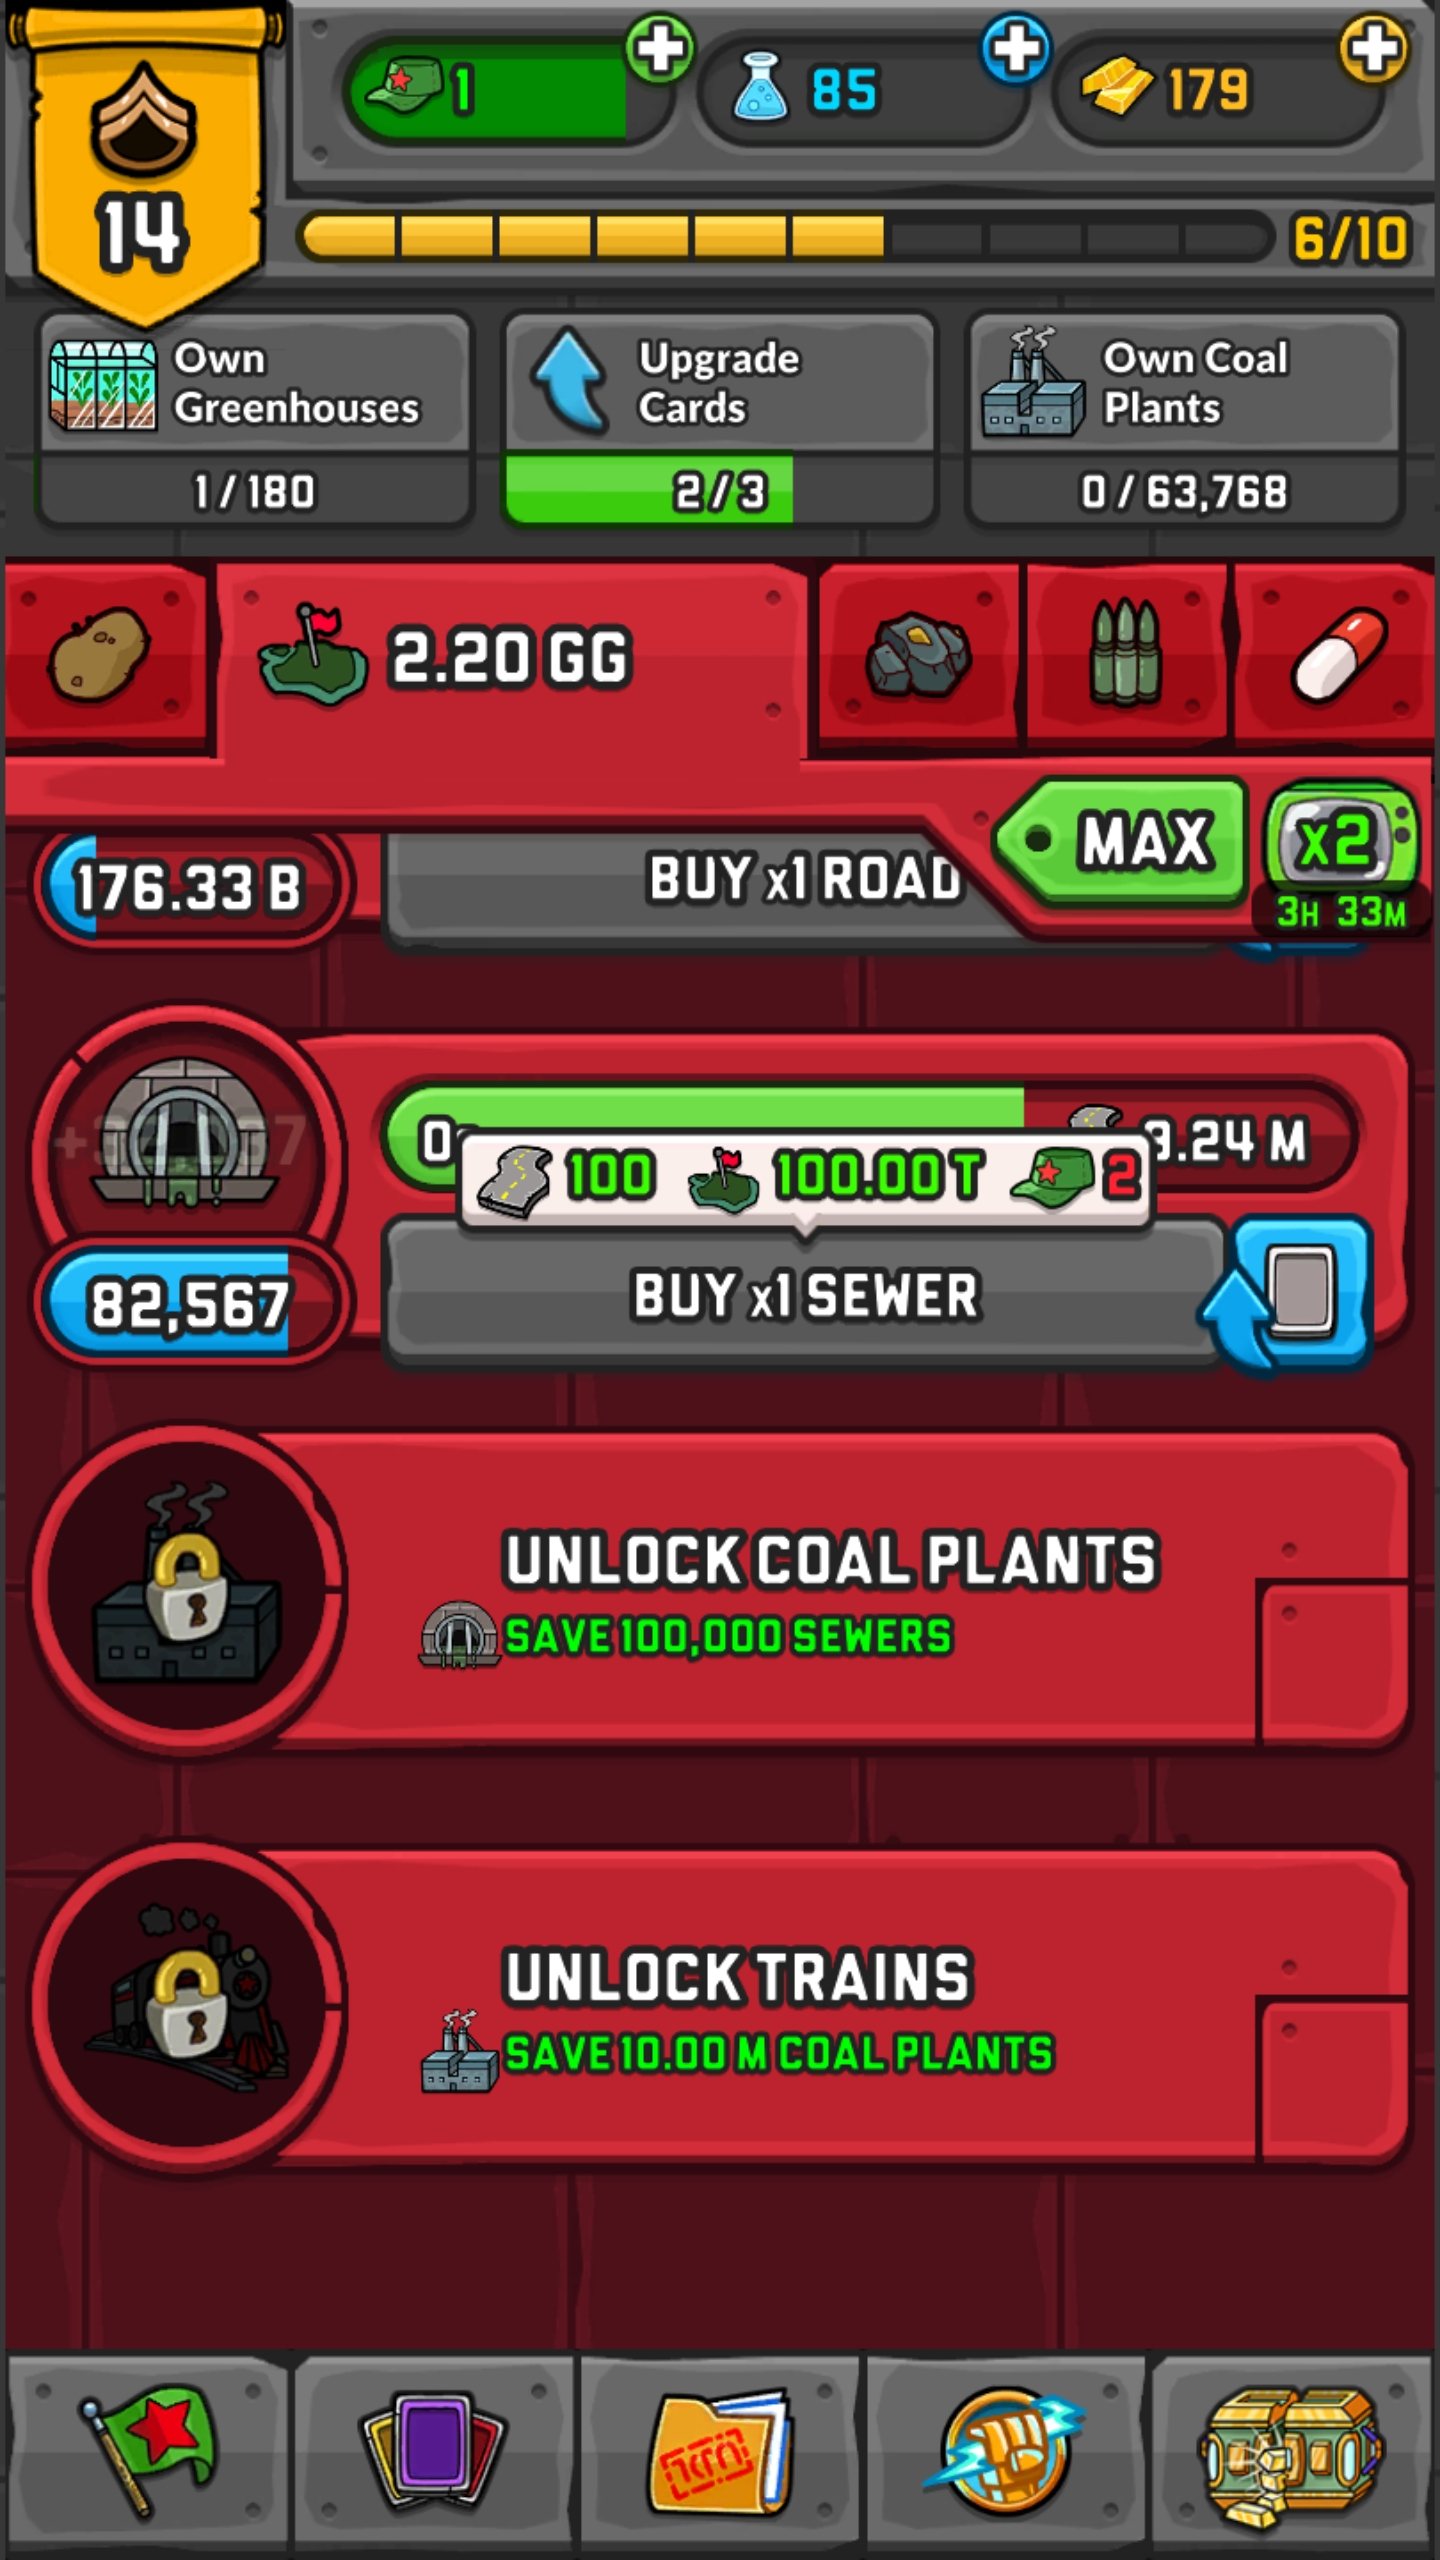 1
85
179
14
6/10
Own
Greenhouses
1/180
Upgrade
Cards
2/3
Own Coal
Plants
0/63,768
2.20 GG
MAX
x2
3H 33M
176.33 B
BUY x1 ROAD
9.24 M
100
100.00 T
2
82,567
BUY x1 SEWER
UNLOCK COAL PLANTS
SAVE 100,000 SEWERS
UNLOCK TRAINS
SAVE 10.00 M COAL PLANTS